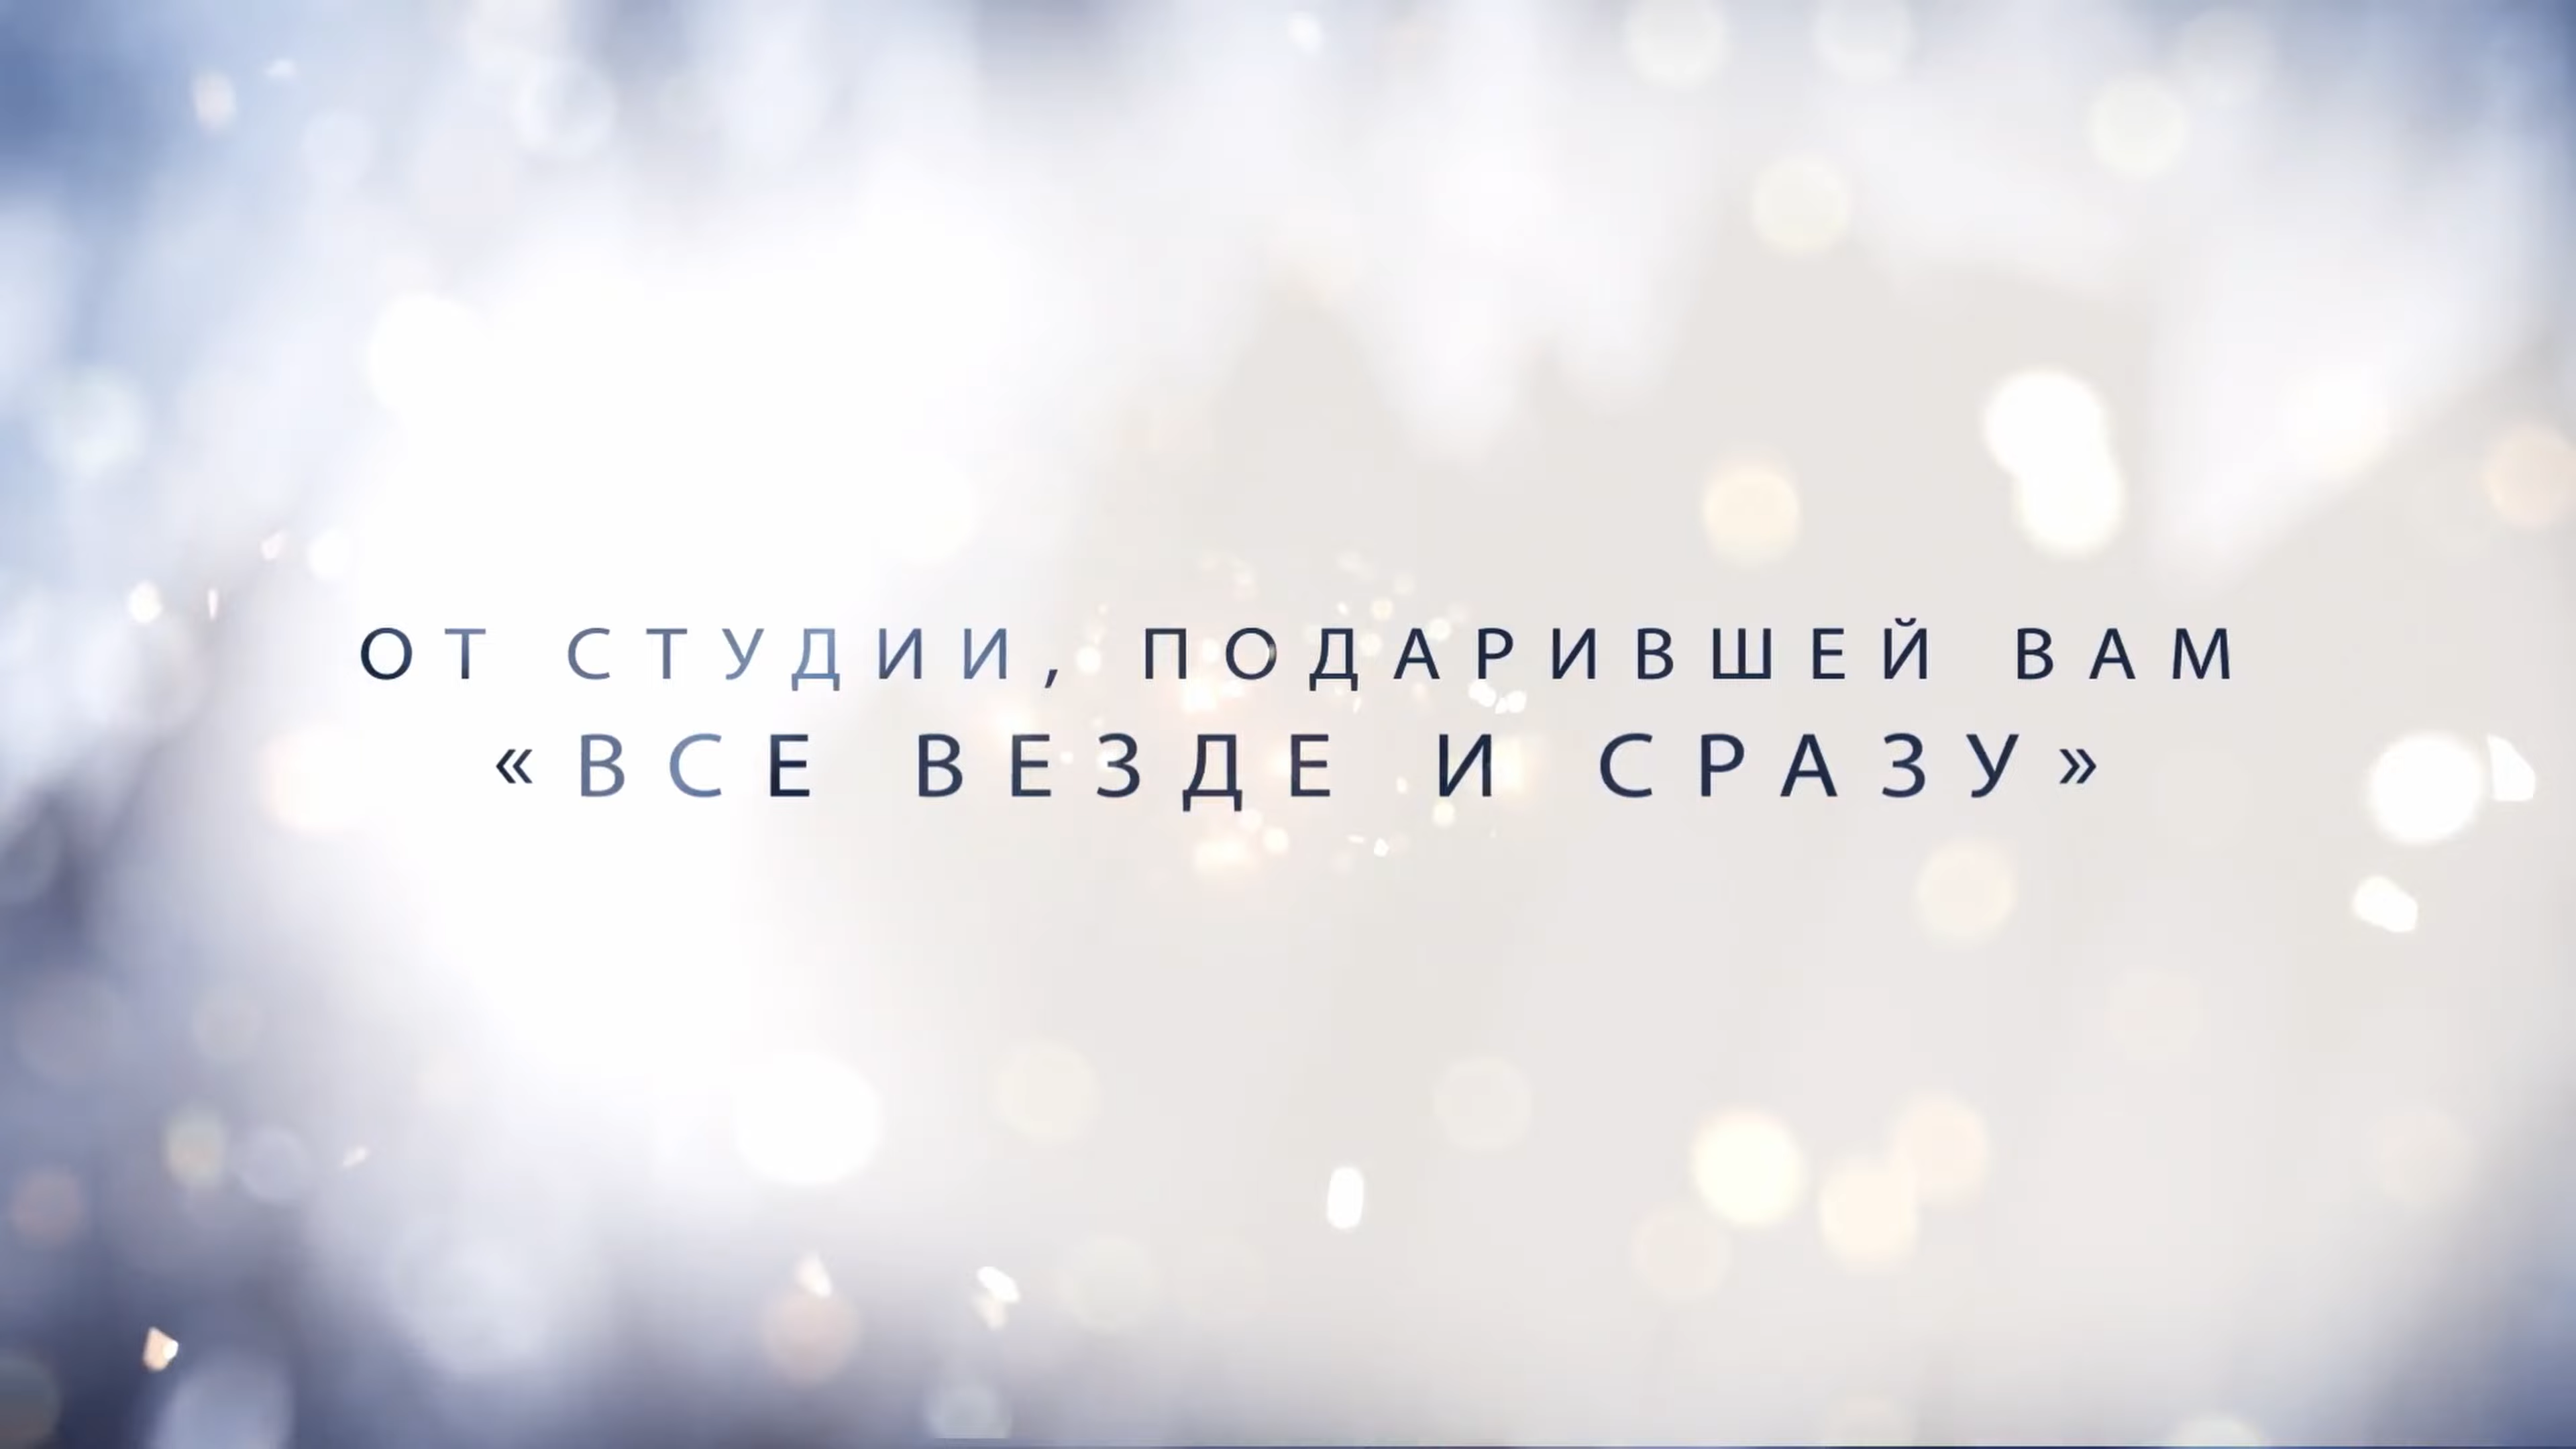 ОТ СТУДИИ, ПОДАРИВШЕЙ ВАМ
«ВСЕ ВЕЗДЕ И СРАЗУ»